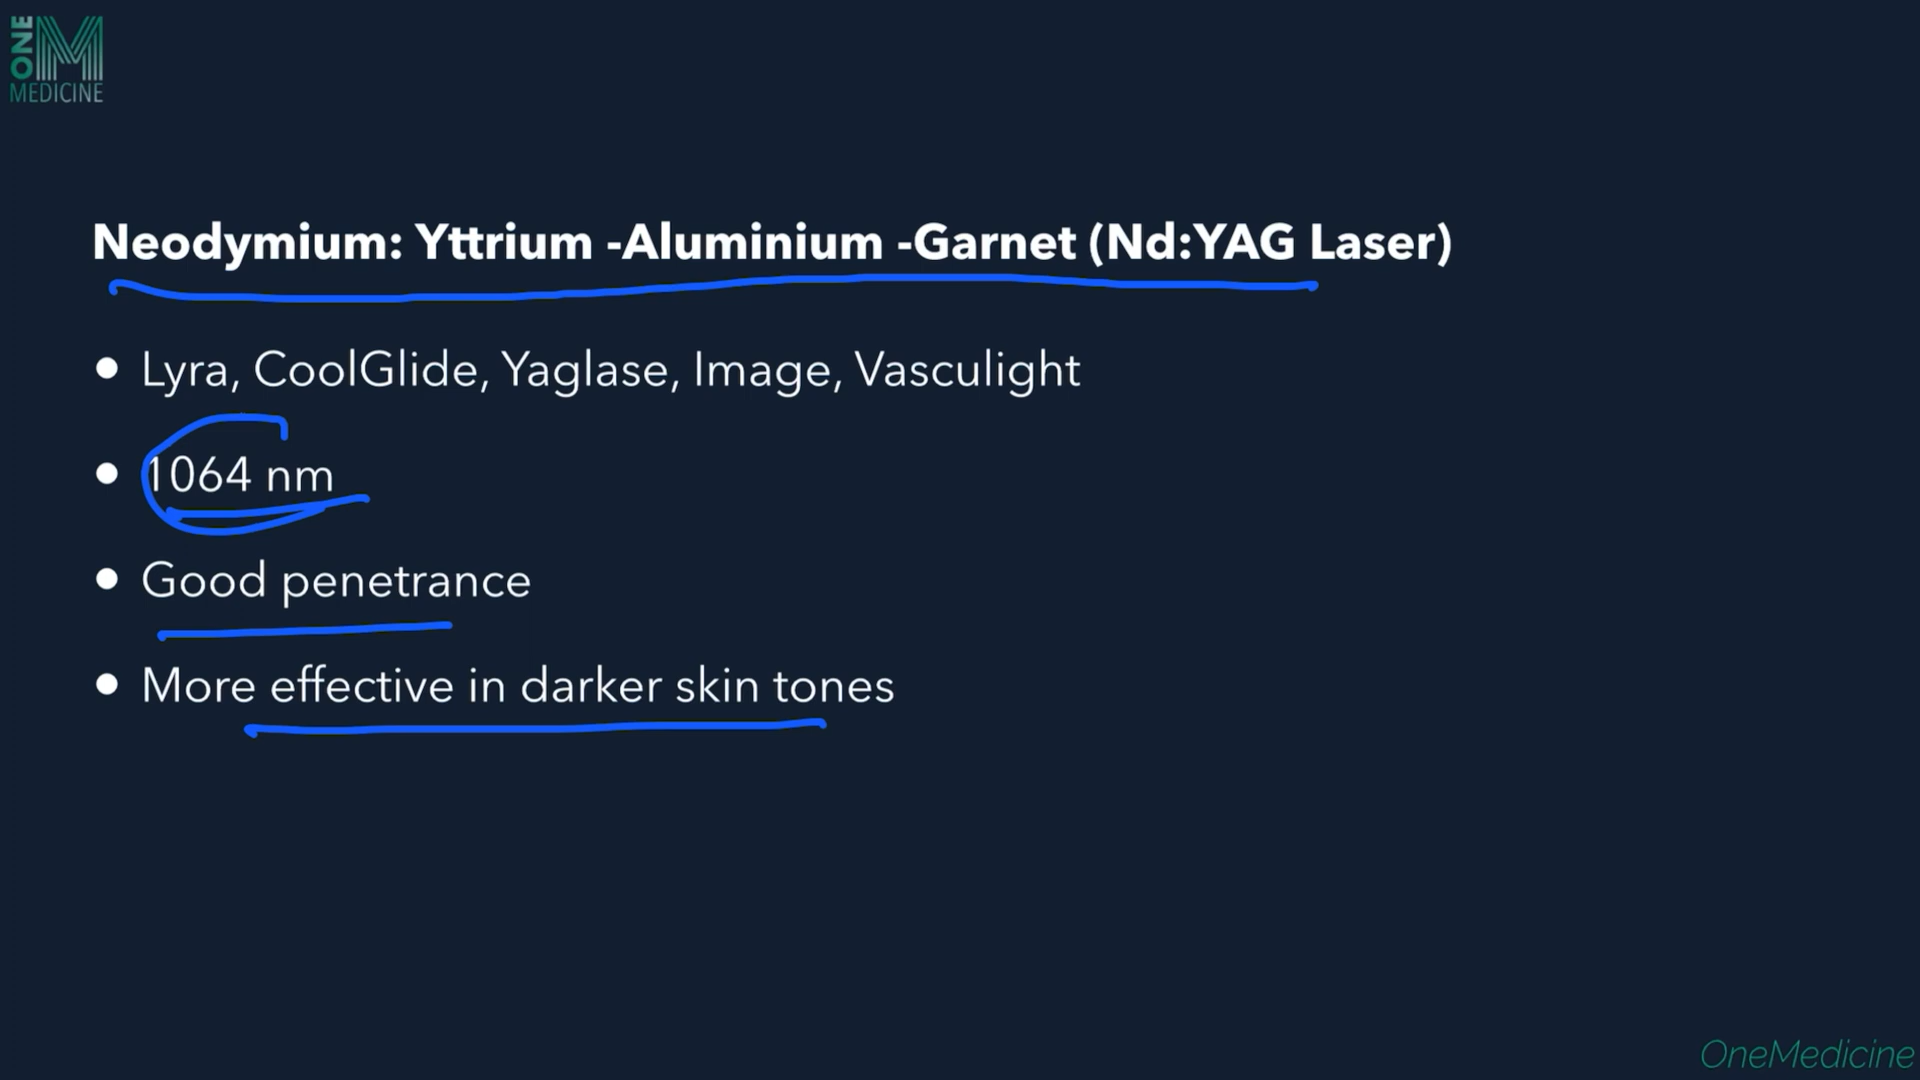 ONE
M
MEDICINE
Neodymium: Yttrium -Aluminium -Garnet (Nd:YAG Laser)
• Lyra, CoolGlide, Yaglase, Image, Vasculight
• 1064 nm
• Good penetrance
• More effective in darker skin tones
OneMedicine